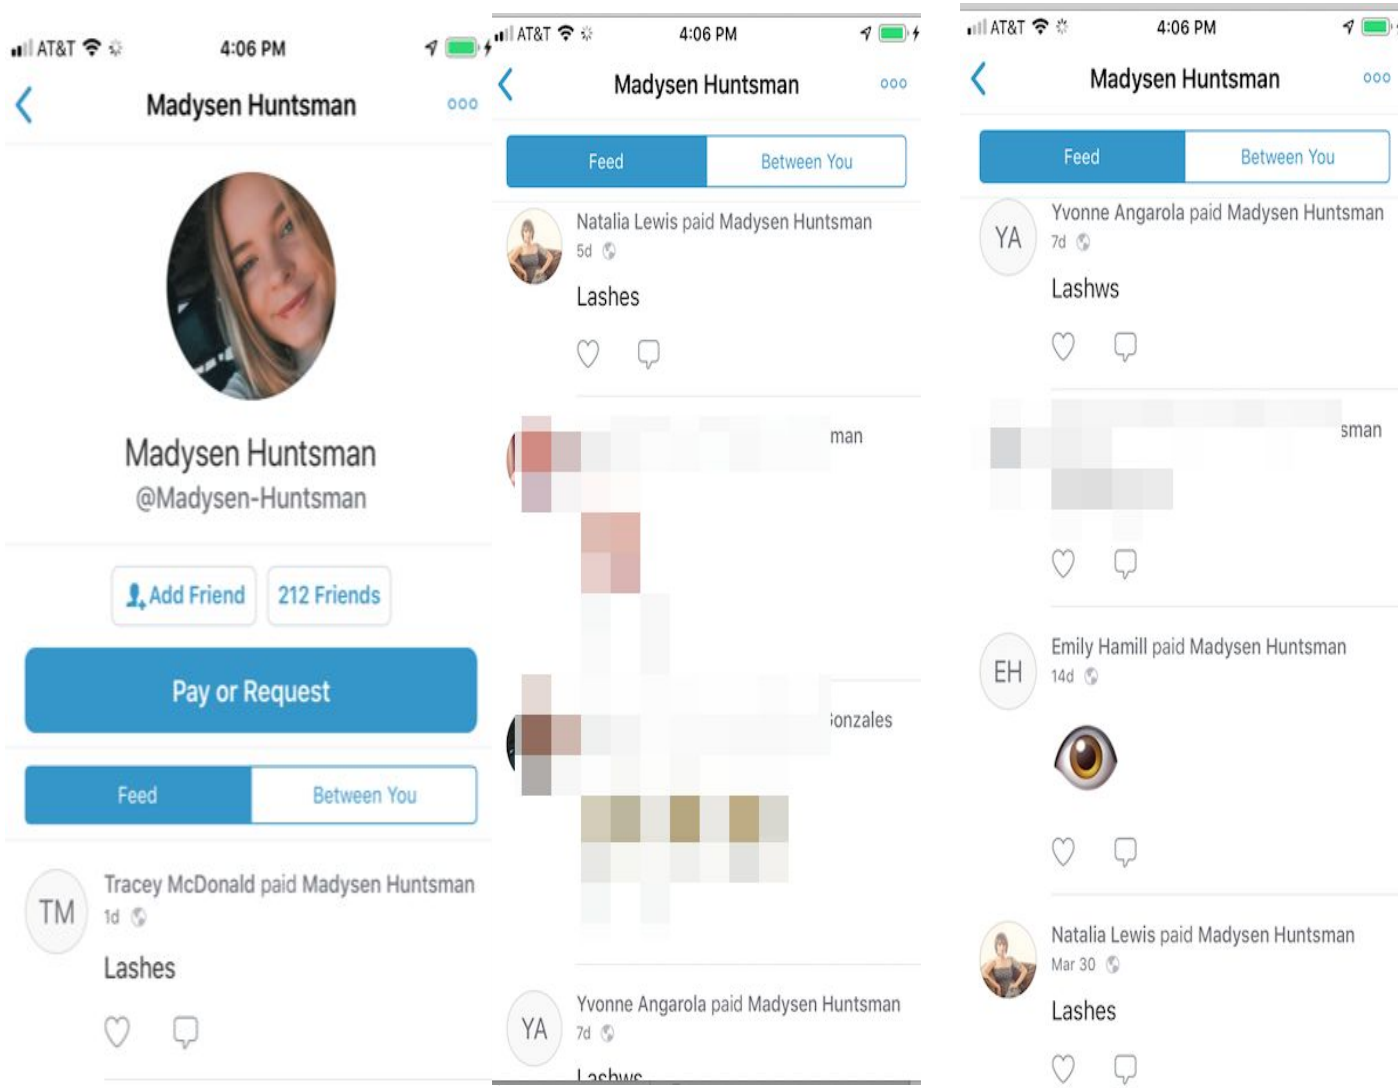 AT&T
4:06 PM
Madysen Huntsman
Madysen Huntsman
@Madysen-Huntsman
Add Friend
212 Friends
Pay or Request
Feed
Between You
TM
Tracey McDonald paid Madysen Huntsman
1d
Lashes
AT&T
4:06 PM
Madysen Huntsman
Feed
Between You
Natalia Lewis paid Madysen Huntsman
5d
Lashes
man
YA
Yvonne Angarola paid Madysen Huntsman
7d
Lashws
AT&T
4:06 PM
Madysen Huntsman
Feed
Between You
YA
Yvonne Angarola paid Madysen Huntsman
7d
Lashws
sman
EH
Emily Hamill paid Madysen Huntsman
14d
Natalia Lewis paid Madysen Huntsman
Mar 30
Lashes